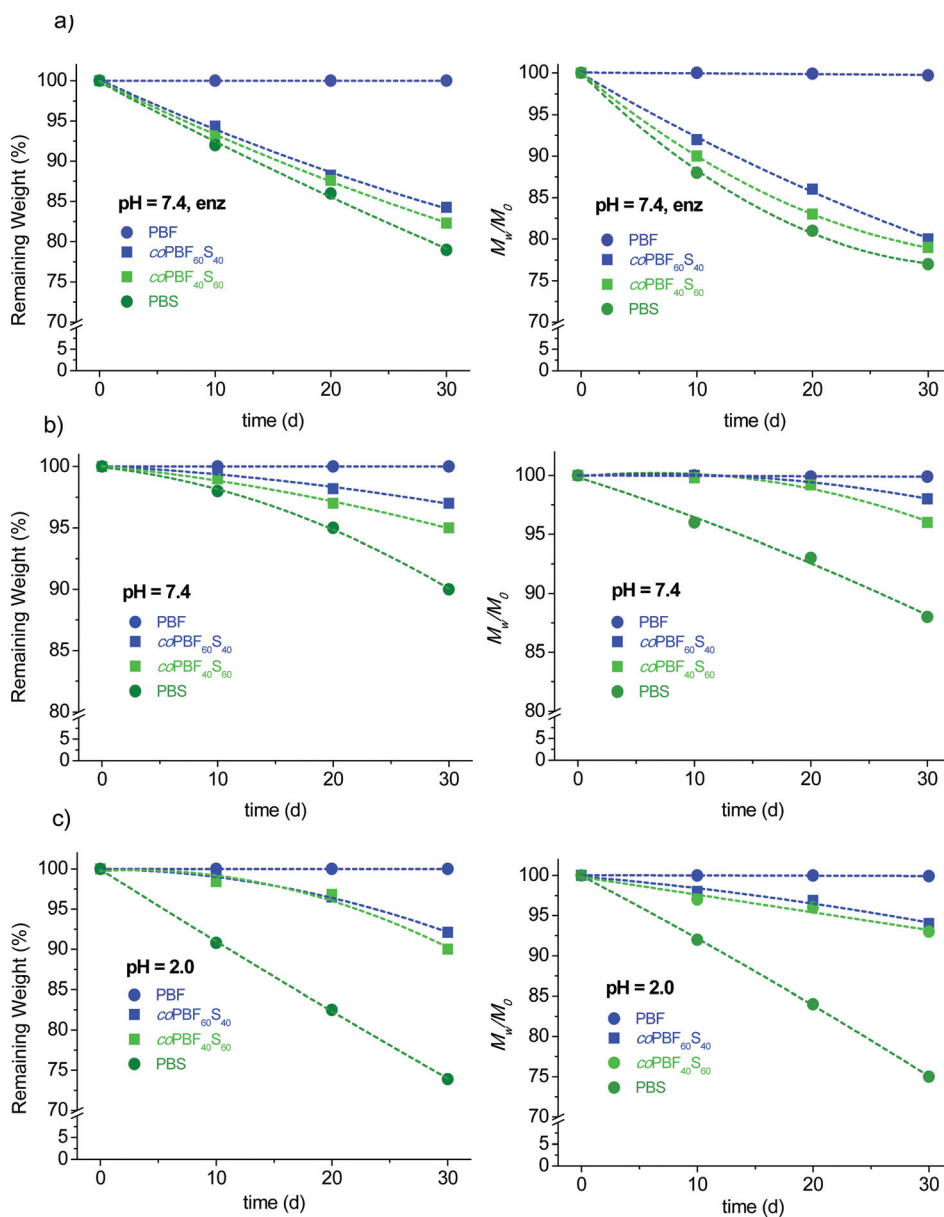 a)
Remaining Weight (%)
100
95
90
85
80
75
70
5
0
pH = 7.4, enz
PBF
coPBF60S40
coPBF40S60
PBS
0 10 20 30
time (d)
Mw/M0
100
95
90
85
80
75
70
5
0
pH = 7.4, enz
PBF
coPBF60S40
coPBF40S60
PBS
0 10 20 30
time (d)
b)
Remaining Weight (%)
100
95
90
85
80
5
0
pH = 7.4
PBF
coPBF60S40
coPBF40S60
PBS
0 10 20 30
time (d)
Mw/M0
100
95
90
85
80
5
0
pH = 7.4
PBF
coPBF60S40
coPBF40S60
PBS
0 10 20 30
time (d)
c)
Remaining Weight (%)
100
95
90
85
80
75
70
5
0
pH = 2.0
PBF
coPBF60S40
coPBF40S60
PBS
0 10 20 30
time (d)
Mw/M0
100
95
90
85
80
75
70
5
0
pH = 2.0
PBF
coPBF60S40
coPBF40S60
PBS
0 10 20 30
time (d)